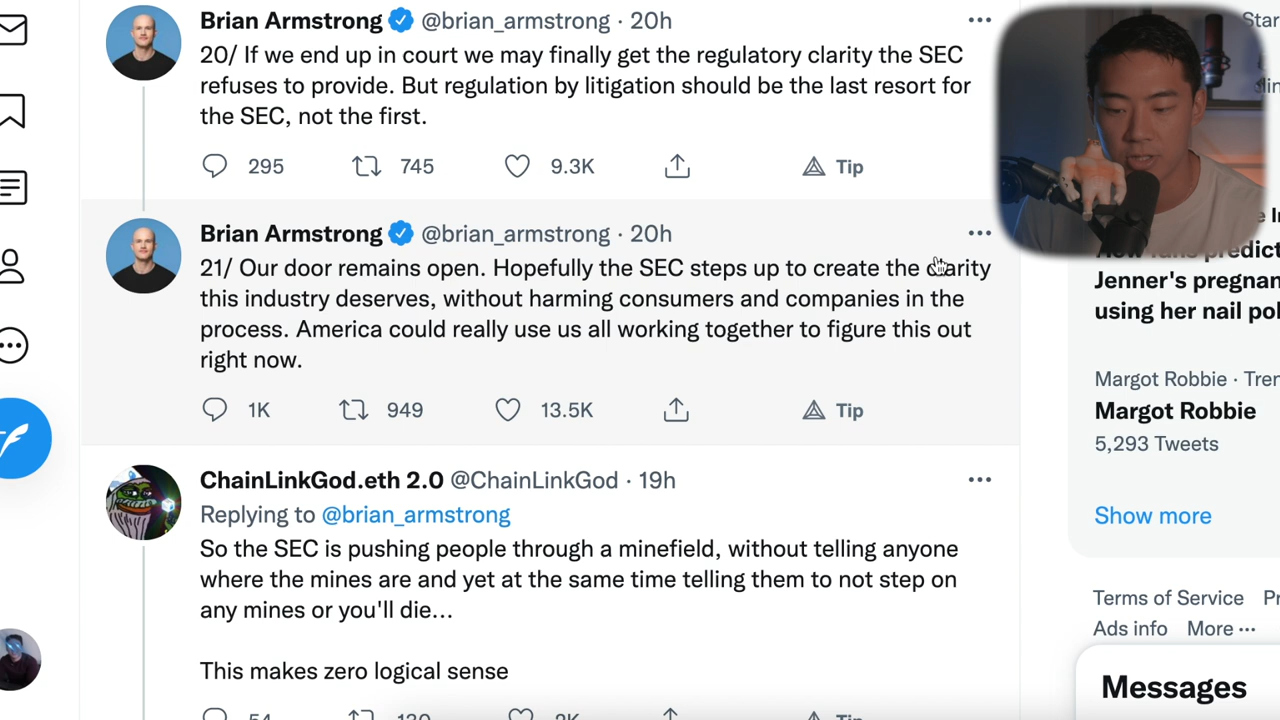 Brian Armstrong @brian_armstrong · 20h
20/ If we end up in court we may finally get the regulatory clarity the SEC
refuses to provide. But regulation by litigation should be the last resort for
the SEC, not the first.
295 745 9.3K Tip
Brian Armstrong @brian_armstrong · 20h
21/ Our door remains open. Hopefully the SEC steps up to create the clarity
this industry deserves, without harming consumers and companies in the
process. America could really use us all working together to figure this out
right now.
1K 949 13.5K Tip
ChainLinkGod.eth 2.0 @ChainLinkGod · 19h
Replying to @brian_armstrong
So the SEC is pushing people through a minefield, without telling anyone
where the mines are and yet at the same time telling them to not step on
any mines or you'll die...
This makes zero logical sense
54 130 2K Tip
predict
Jenner's pregnan
using her nail pol
Margot Robbie · Tren
Margot Robbie
5,293 Tweets
Show more
Terms of Service Pr
Ads info More ···
Messages